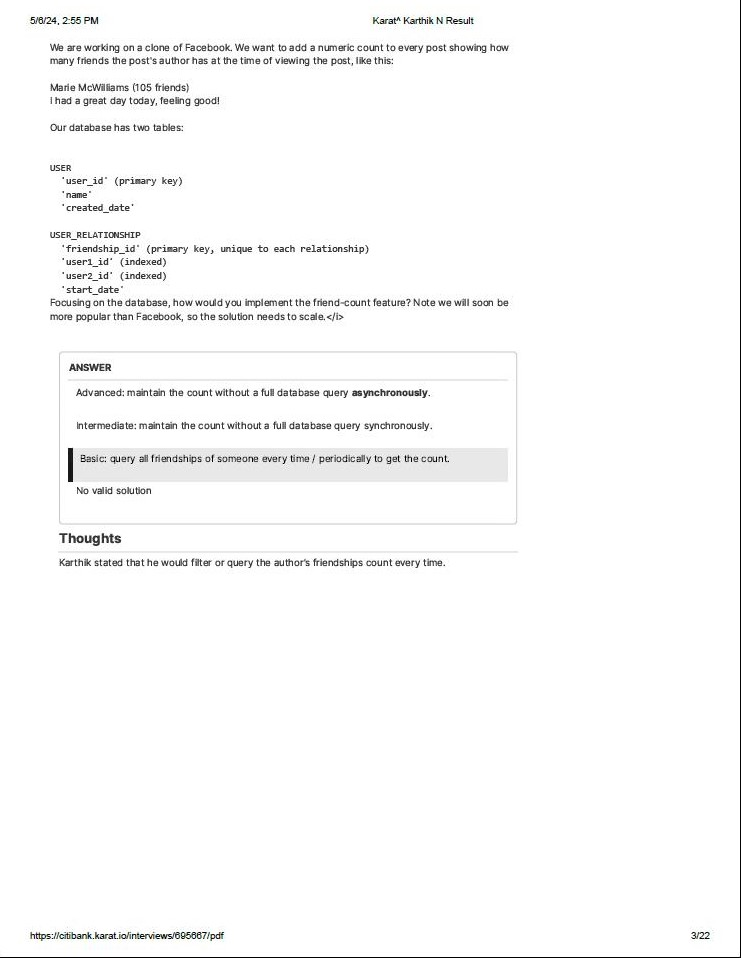 5/6/24, 2:55 PM
Karat^ Karthik N Result
We are working on a clone of Facebook. We want to add a numeric count to every post showing how
many friends the post's author has at the time of viewing the post, like this:
Marie McWilliams (105 friends)
I had a great day today, feeling good!
Our database has two tables:
USER
`user_id` (primary key)
`name`
`created_date`
USER_RELATIONSHIP
`friendship_id` (primary key, unique to each relationship)
`user1_id` (indexed)
`user2_id` (indexed)
`start_date`
Focusing on the database, how would you implement the friend-count feature? Note we will soon be
more popular than Facebook, so the solution needs to scale.</i>
ANSWER
Advanced: maintain the count without a full database query asynchronously.
Intermediate: maintain the count without a full database query synchronously.
Basic: query all friendships of someone every time / periodically to get the count.
No valid solution
Thoughts
Karthik stated that he would filter or query the author's friendships count every time.
https://citibank.karat.io/interviews/695667/pdf
3/22